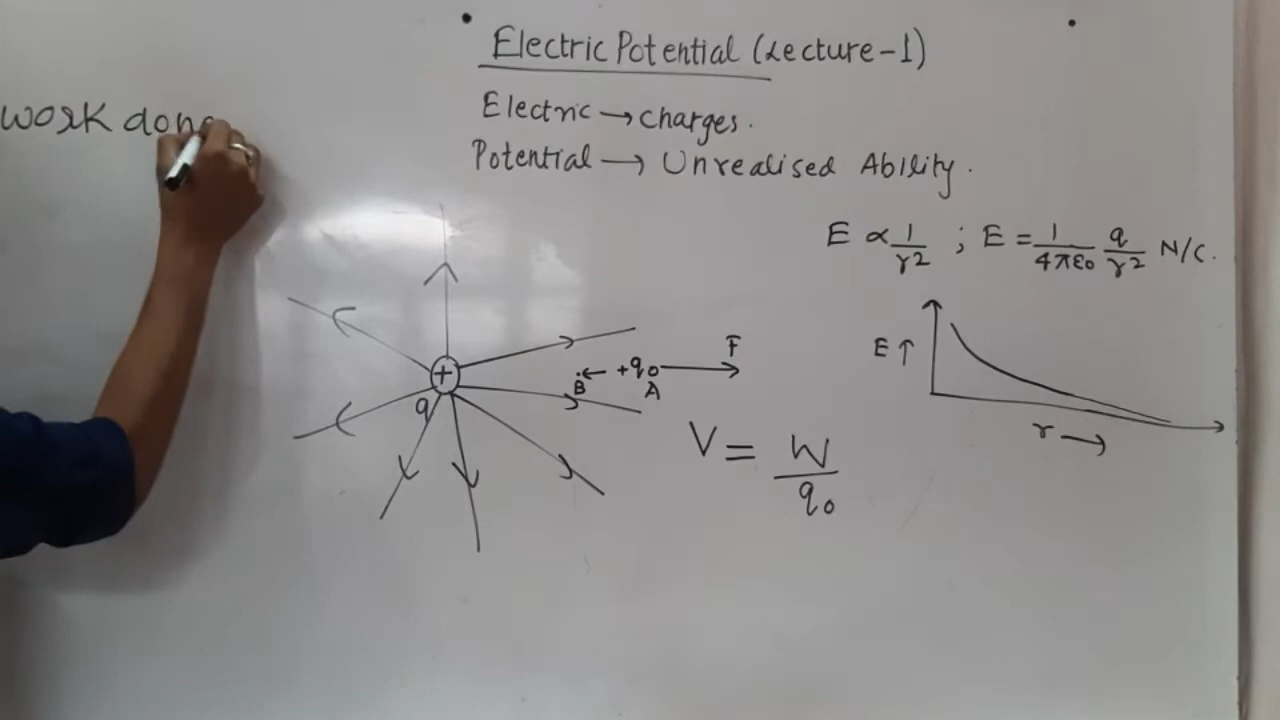 Electric Potential (Lecture-1)
Electric → charges.
Potential → Unrealised Ability.
work done
E ∝ 1/r² ; E = 1/4πε₀ q/r² N/C.
E ↑
r →
+
q
B ← +q₀ → F
A
V = W/q₀